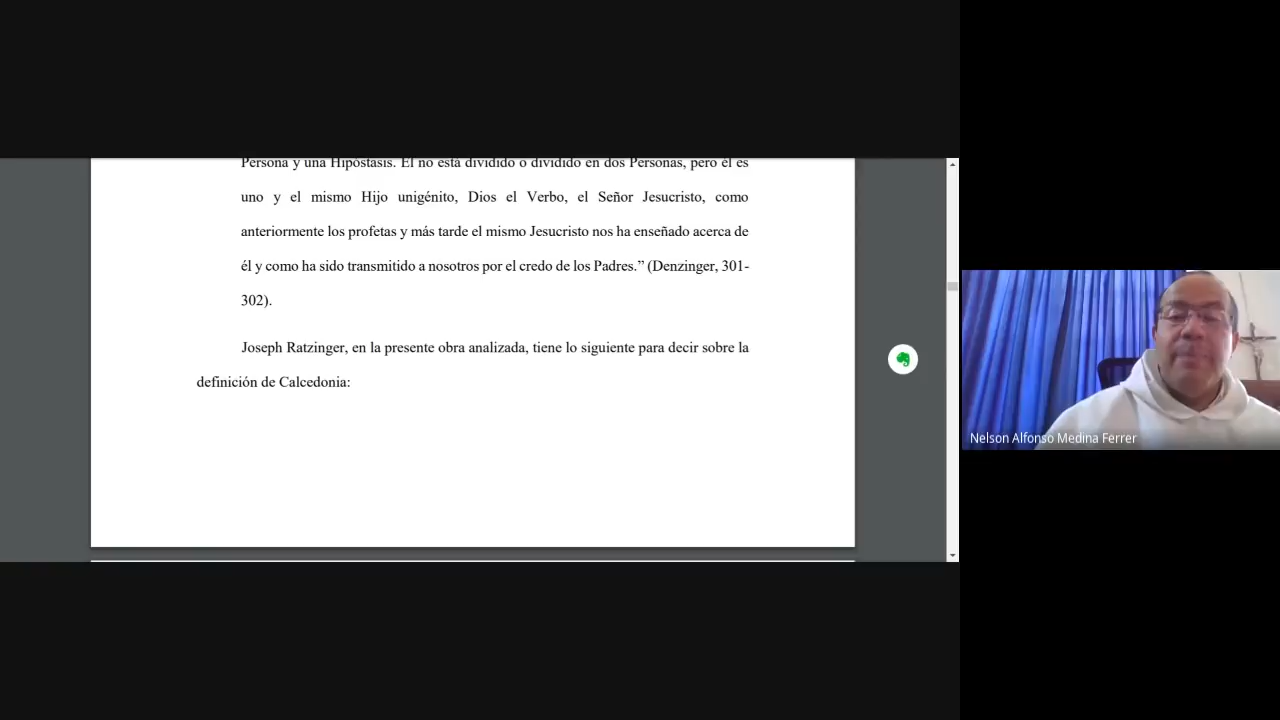 Persona y una Hipóstasis. El no está dividido o dividido en dos Personas, pero él es
uno y el mismo Hijo unigénito, Dios el Verbo, el Señor Jesucristo, como
anteriormente los profetas y más tarde el mismo Jesucristo nos ha enseñado acerca de
él y como ha sido transmitido a nosotros por el credo de los Padres.” (Denzinger, 301-
302).
Joseph Ratzinger, en la presente obra analizada, tiene lo siguiente para decir sobre la
definición de Calcedonia:
Nelson Alfonso Medina Ferrer